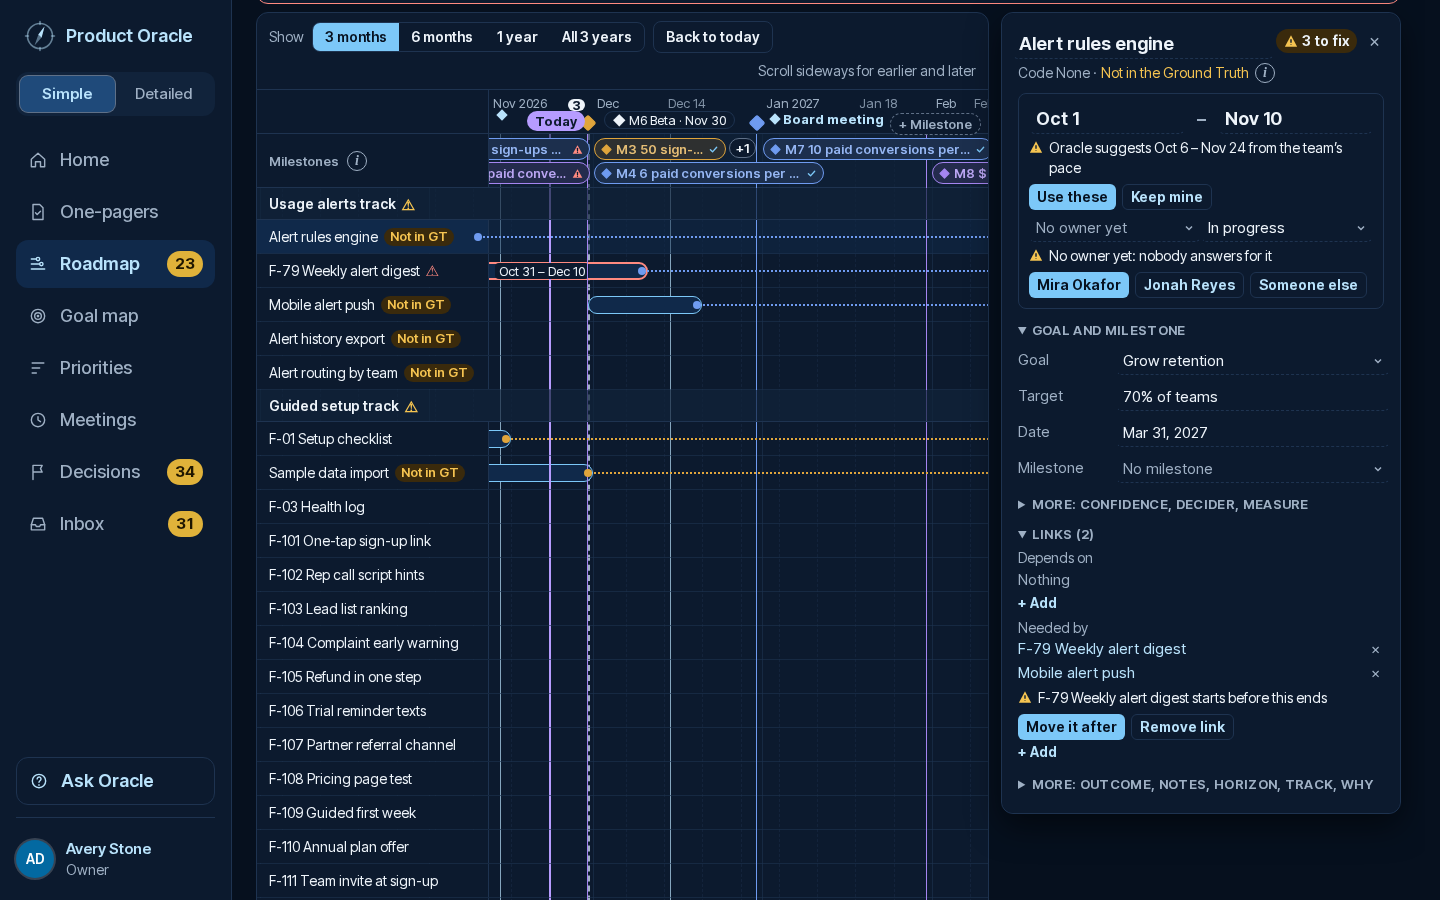 Product Oracle
Simple
Detailed
Home
One-pagers
Roadmap
23
Goal map
Priorities
Meetings
Decisions
34
Inbox
31
Ask Oracle
AD
Avery Stone
Owner
Show
3 months
6 months
1 year
All 3 years
Back to today
Scroll sideways for earlier and later
Nov 2026
3
Dec
Dec 14
Jan 2027
Jan 18
Feb
Fe
Today
M6 Beta · Nov 30
Board meeting
+ Milestone
Milestones
i
sign-ups ...
M3 50 sign-...
+1
M7 10 paid conversions per...
paid conve...
M4 6 paid conversions per ...
M8 $
Usage alerts track
Alert rules engine
Not in GT
F-79 Weekly alert digest
Oct 31 – Dec 10
Mobile alert push
Not in GT
Alert history export
Not in GT
Alert routing by team
Not in GT
Guided setup track
F-01 Setup checklist
Sample data import
Not in GT
F-03 Health log
F-101 One-tap sign-up link
F-102 Rep call script hints
F-103 Lead list ranking
F-104 Complaint early warning
F-105 Refund in one step
F-106 Trial reminder texts
F-107 Partner referral channel
F-108 Pricing page test
F-109 Guided first week
F-110 Annual plan offer
F-111 Team invite at sign-up
Alert rules engine
3 to fix
×
Code None · Not in the Ground Truth
i
Oct 1
–
Nov 10
Oracle suggests Oct 6 – Nov 24 from the team's
pace
Use these
Keep mine
No owner yet
In progress
No owner yet: nobody answers for it
Mira Okafor
Jonah Reyes
Someone else
GOAL AND MILESTONE
Goal
Grow retention
Target
70% of teams
Date
Mar 31, 2027
Milestone
No milestone
MORE: CONFIDENCE, DECIDER, MEASURE
LINKS (2)
Depends on
Nothing
+ Add
Needed by
F-79 Weekly alert digest
×
Mobile alert push
×
F-79 Weekly alert digest starts before this ends
Move it after
Remove link
+ Add
MORE: OUTCOME, NOTES, HORIZON, TRACK, WHY